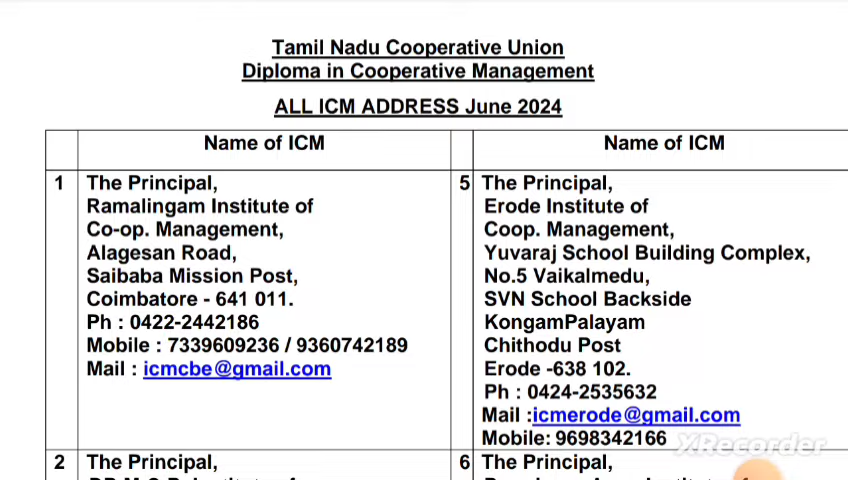 Tamil Nadu Cooperative Union
Diploma in Cooperative Management
ALL ICM ADDRESS June 2024
Name of ICM
1 The Principal,
Ramalingam Institute of
Co-op. Management,
Alagesan Road,
Saibaba Mission Post,
Coimbatore - 641 011.
Ph : 0422-2442186
Mobile : 7339609236 / 9360742189
Mail : icmcbe@gmail.com
2 The Principal,
Name of ICM
5 The Principal,
Erode Institute of
Coop. Management,
Yuvaraj School Building Complex,
No.5 Vaikalmedu,
SVN School Backside
KongamPalayam
Chithodu Post
Erode -638 102.
Ph : 0424-2535632
Mail :icmerode@gmail.com
Mobile: 9698342166
6 The Principal,
XRecorder